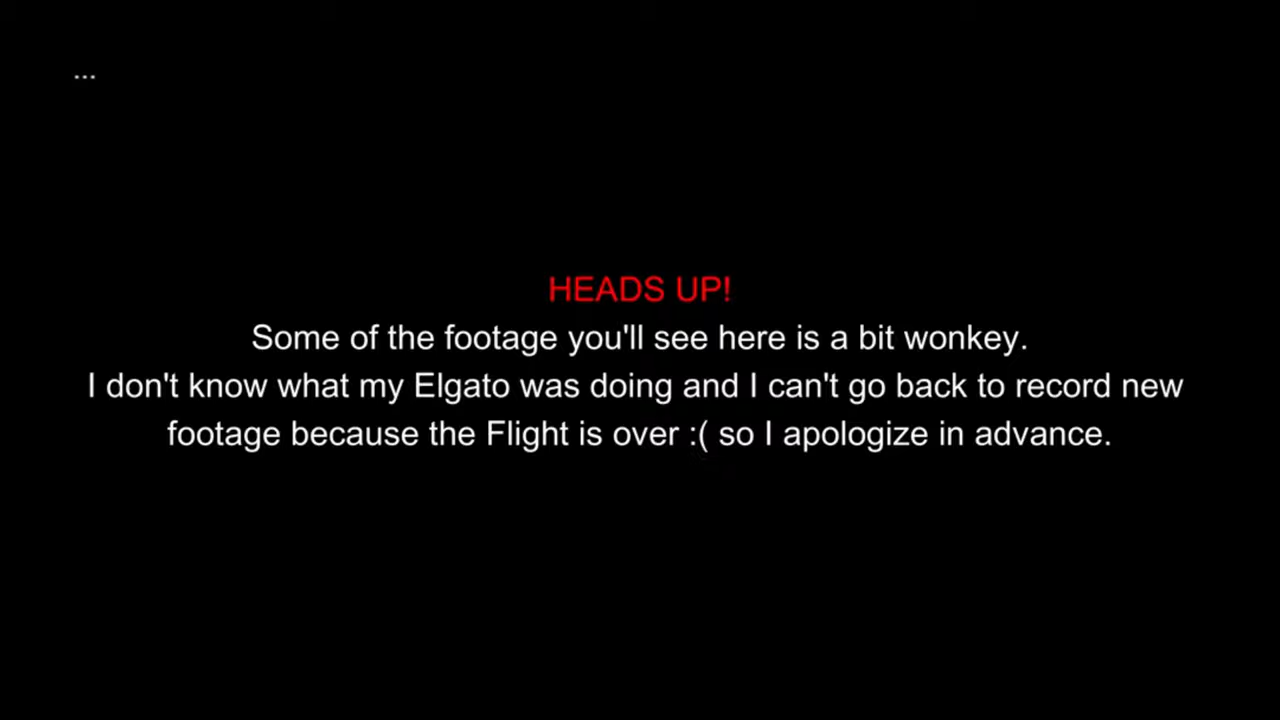 ...
HEADS UP!
Some of the footage you'll see here is a bit wonkey.
I don't know what my Elgato was doing and I can't go back to record new
footage because the Flight is over :( so I apologize in advance.